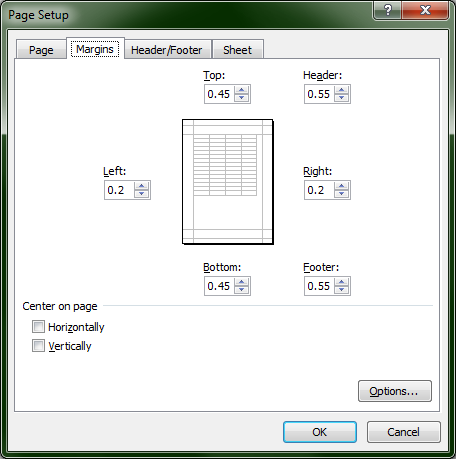 Page Setup
Page Margins Header/Footer Sheet
Top: Header:
0.45 0.55
Left: Right:
0.2 0.2
Bottom: Footer:
0.45 0.55
Center on page
Horizontally
Vertically
Options...
OK Cancel